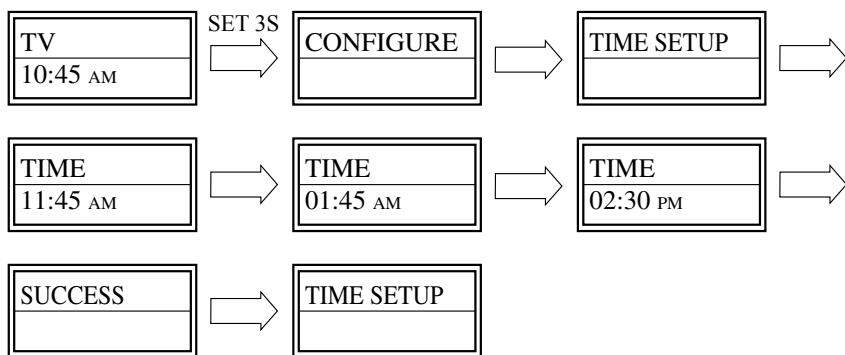 SET 3S
TV
10:45 AM
CONFIGURE
TIME SETUP
TIME
11:45 AM
TIME
01:45 AM
TIME
02:30 PM
SUCCESS
TIME SETUP